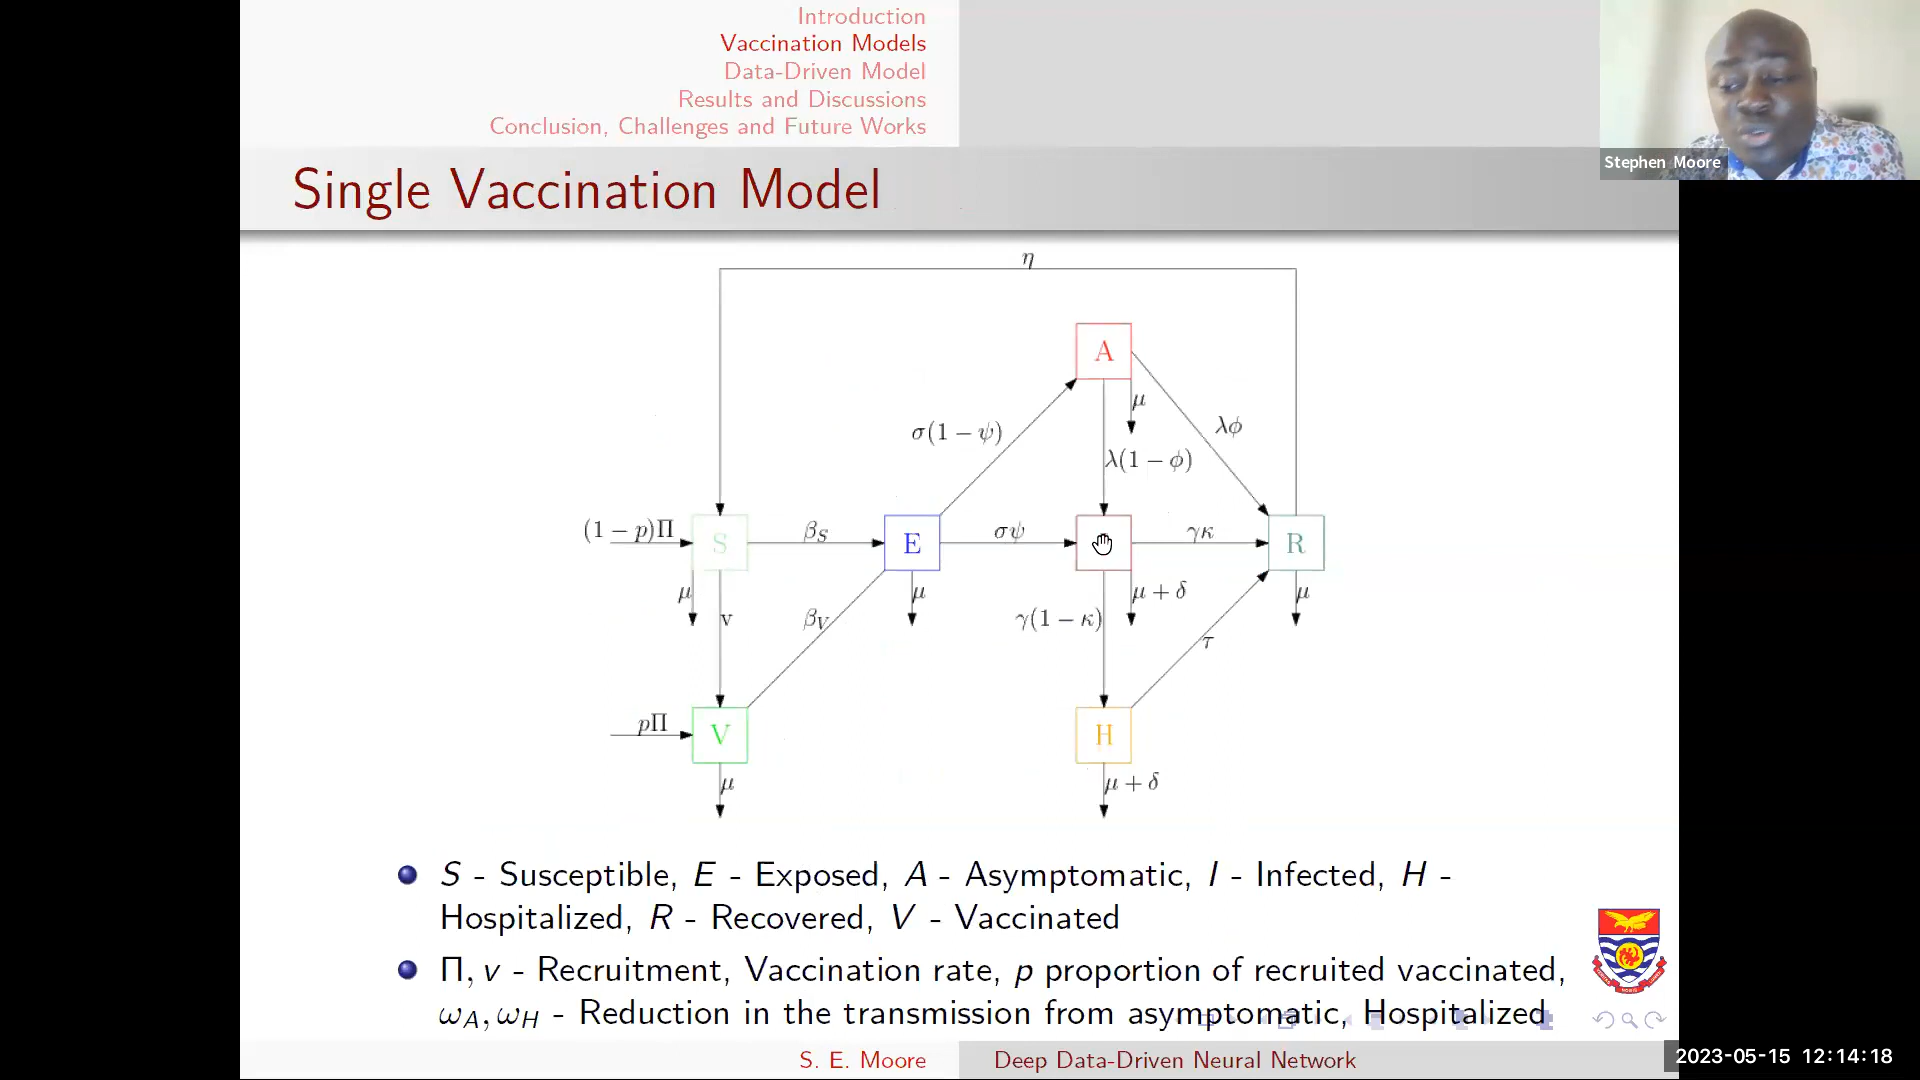 Introduction
Vaccination Models
Data-Driven Model
Results and Discussions
Conclusion, Challenges and Future Works
Stephen Moore
Single Vaccination Model
η
A
μ
σ(1 − ψ)
λϕ
λ(1 − ϕ)
(1 − p)Π
S
βS
E
σψ
γκ
R
μ
v
βV
μ
γ(1 − κ)
μ + δ
τ
μ
pΠ
V
H
μ
μ + δ
S - Susceptible, E - Exposed, A - Asymptomatic, I - Infected, H -
Hospitalized, R - Recovered, V - Vaccinated
Π, v - Recruitment, Vaccination rate, p proportion of recruited vaccinated,
ωA, ωH - Reduction in the transmission from asymptomatic, Hospitalized
S. E. Moore
Deep Data-Driven Neural Network
2023-05-15 12:14:18